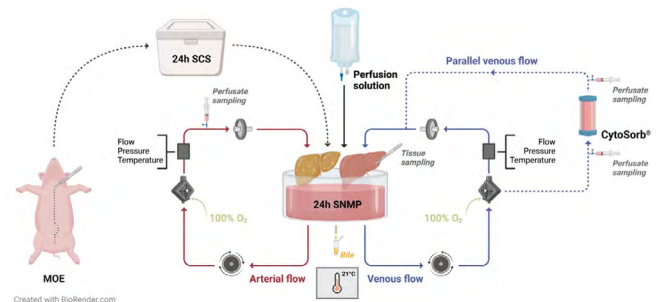 24h SCS
Perfusion
solution
Parallel venous flow
Perfusate
sampling
Perfusate
sampling
CytoSorb®
Flow
Pressure
Temperature
Tissue
sampling
Flow
Pressure
Temperature
Perfusate
sampling
24h SNMP
100% O₂
100% O₂
Bile
MOE
Arterial flow
21°C
Venous flow
Created with BioRender.com